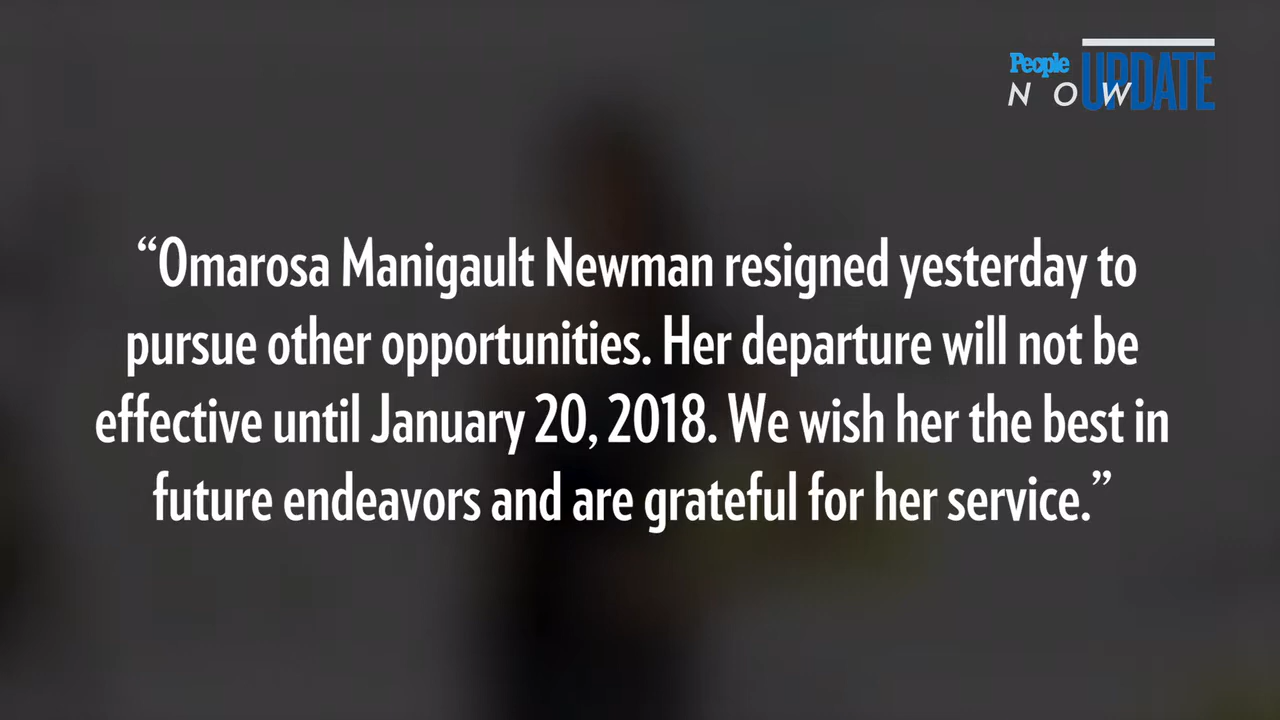 People
NOW
UPDATE
“Omarosa Manigault Newman resigned yesterday to
pursue other opportunities. Her departure will not be
effective until January 20, 2018. We wish her the best in
future endeavors and are grateful for her service.”